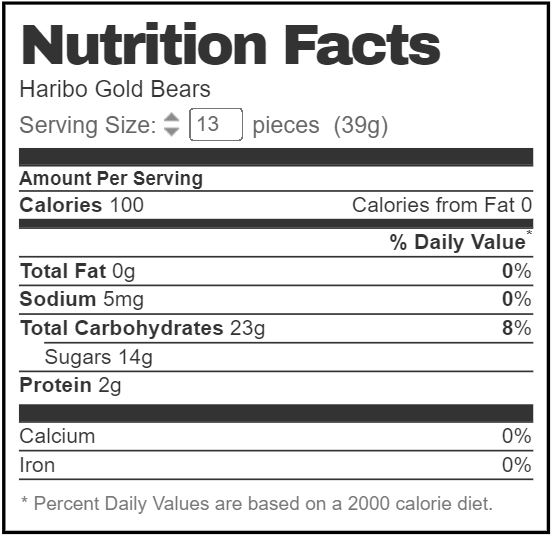 Nutrition Facts
Haribo Gold Bears
Serving Size: 13 pieces (39g)
Amount Per Serving
Calories 100 Calories from Fat 0
% Daily Value*
Total Fat 0g 0%
Sodium 5mg 0%
Total Carbohydrates 23g 8%
Sugars 14g
Protein 2g
Calcium 0%
Iron 0%
* Percent Daily Values are based on a 2000 calorie diet.